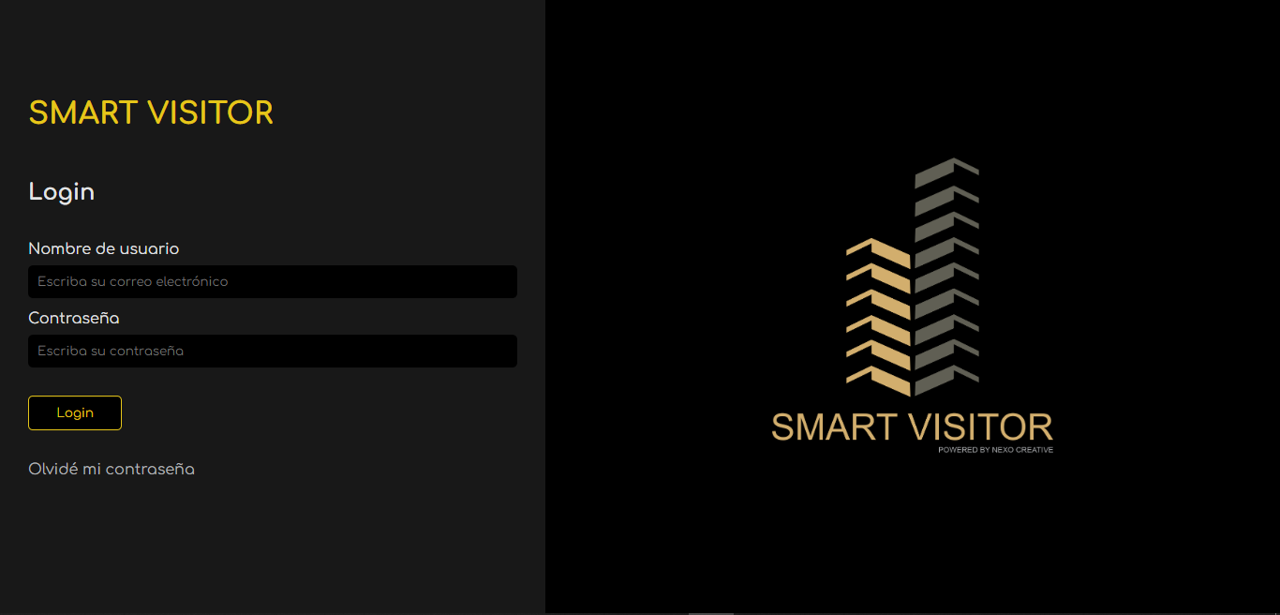 SMART VISITOR
Login
Nombre de usuario
Escriba su correo electrónico
Contraseña
Escriba su contraseña
Login
Olvidé mi contraseña
SMART VISITOR
POWERED BY NEXO CREATIVE